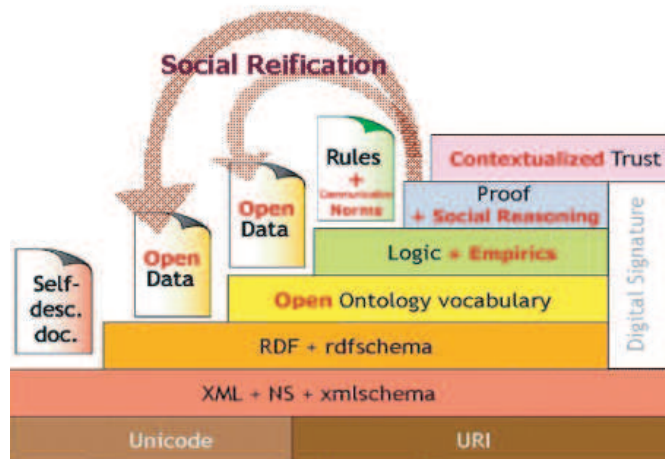 Social Reification
Rules
+
Communication
Norms
Contextualized Trust
Open
Data
Proof
+ Social Reasoning
Open
Data
Logic + Empirics
Self-
desc.
doc.
Open Ontology vocabulary
Digital Signature
RDF + rdfschema
XML + NS + xmlschema
Unicode
URI